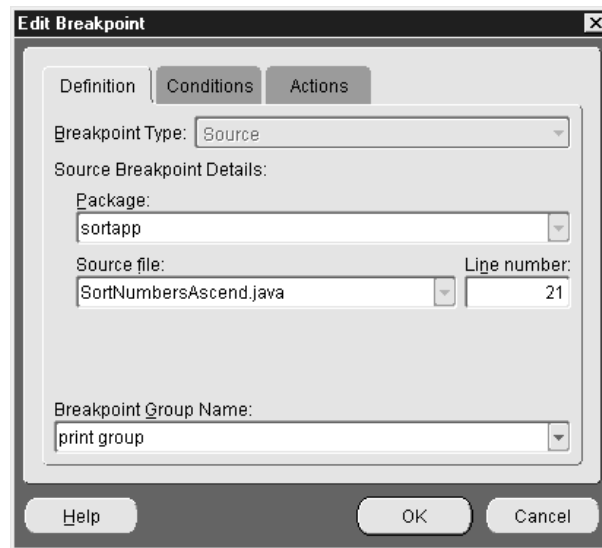 Edit Breakpoint
Definition Conditions Actions
Breakpoint Type: Source
Source Breakpoint Details:
Package:
sortapp
Source file: Line number:
SortNumbersAscend.java 21
Breakpoint Group Name:
print group
Help OK Cancel